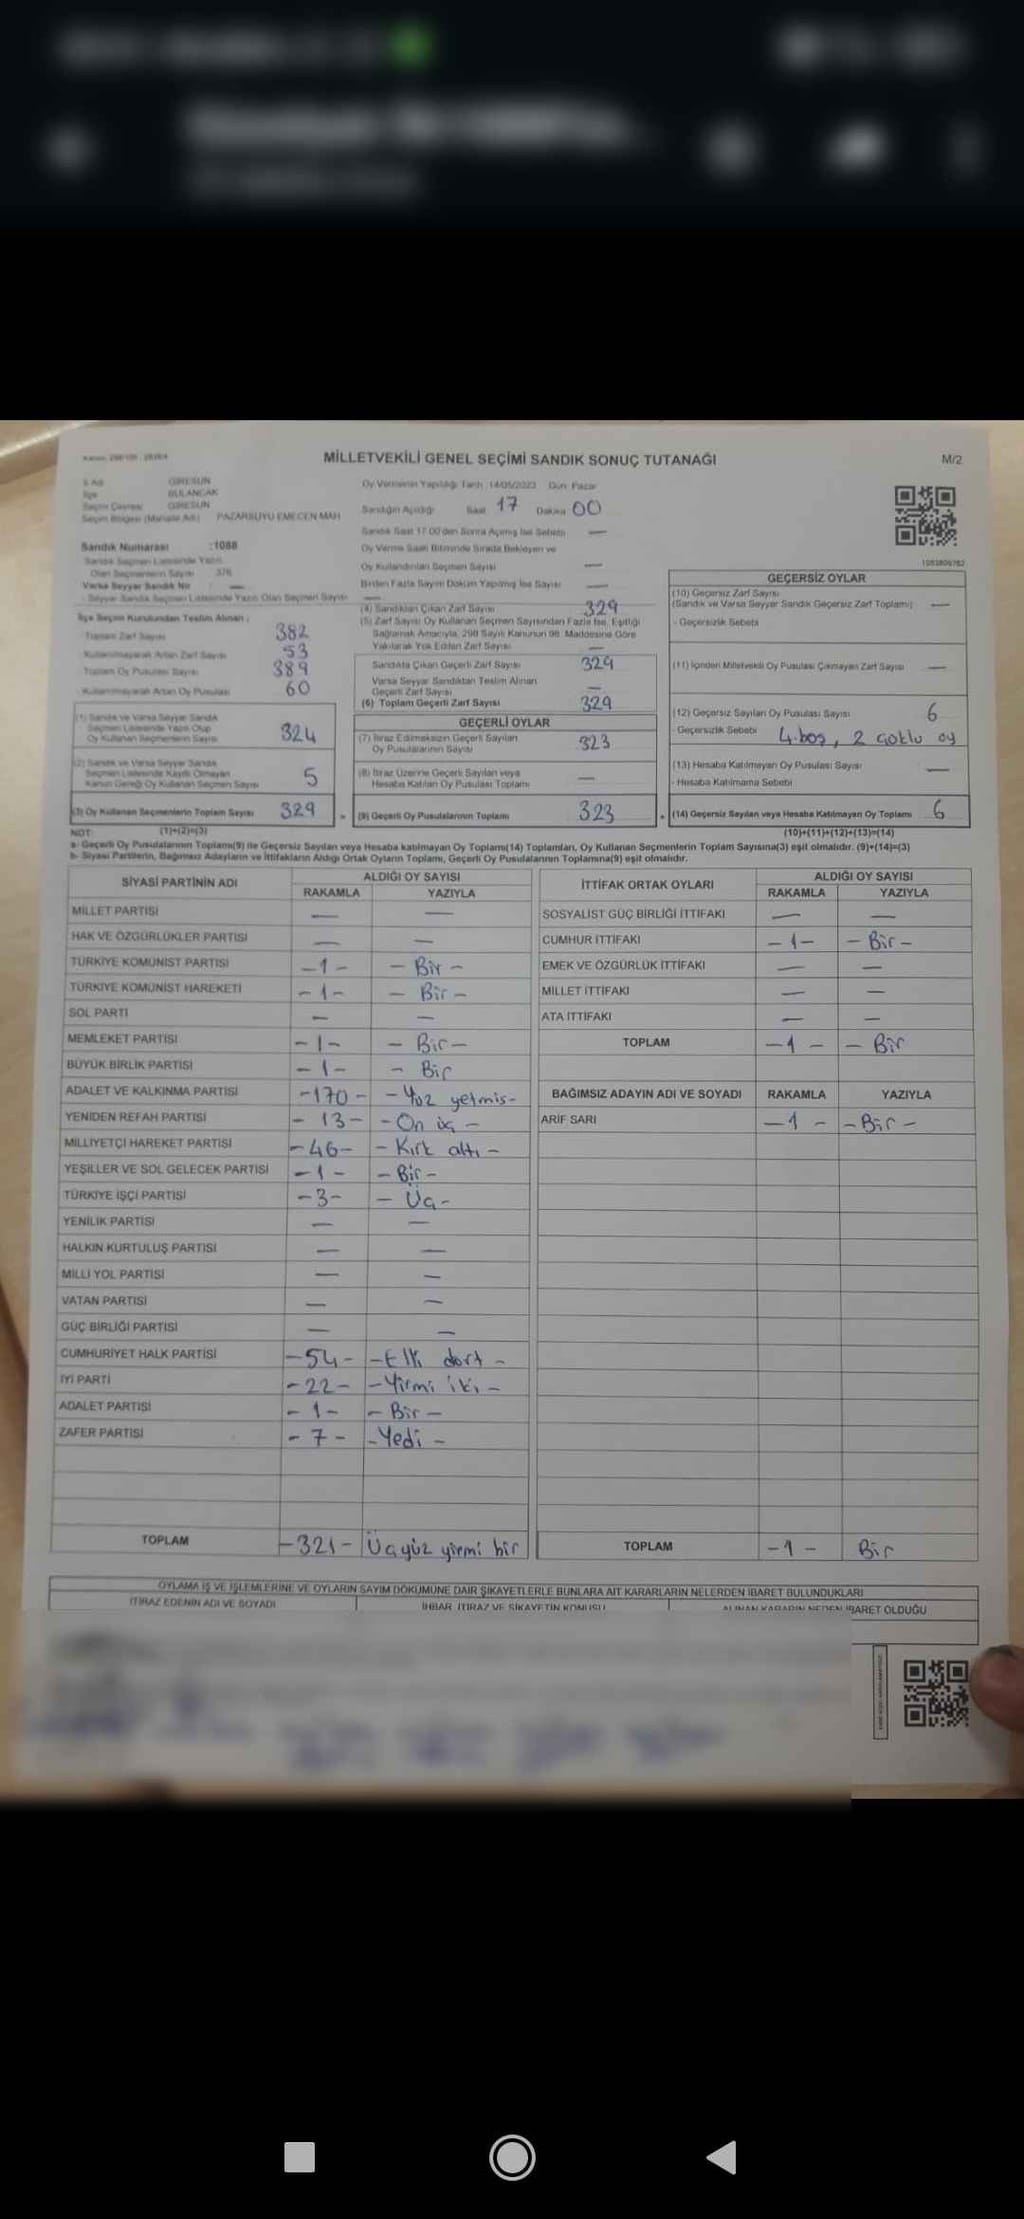 MİLLETVEKİLİ GENEL SEÇİMİ SANDIK SONUÇ TUTANAĞI
M/2
İli Adı GİRESUN
İlçe BULANCAK
Seçim Çevresi GİRESUN
Seçim Bölgesi (Mahalle Adı) PAZARSUYU EMECEN MAH
Sandık Numarası :1088
Sandık Seçmen Listesinde Yazılı
Olan Seçmenlerin Sayısı 376
Varsa Seyyar Sandık No : —
Seyyar Sandık Seçmen Listesinde Yazılı Olan Seçmen Sayısı —
İlçe Seçim Kurulundan Teslim Alınan :
Toplam Zarf Sayısı 382
Kullanılmayarak Artan Zarf Sayısı 53
Toplam Oy Pusulası Sayısı 389
Kullanılmayarak Artan Oy Pusulası 60
(1) Sandık ve Varsa Seyyar Sandık
Seçmen Listesinde Yazılı Olup
Oy Kullanan Seçmenlerin Sayısı 324
(2) Sandık ve Varsa Seyyar Sandık
Seçmen Listesinde Kayıtlı Olmayan
Kanun Gereği Oy Kullanan Seçmen Sayısı 5
(3) Oy Kullanan Seçmenlerin Toplam Sayısı 329
Oy Vermenin Yapıldığı Tarih :14/05/2023 Gün: Pazar
Sandığın Açıldığı Saat 17 Dakika 00
Sandık Saat 17:00'den Sonra Açılmış İse Sebebi —
Oy Verme Saati Bitiminde Sırada Bekleyen ve
Oy Kullandırılan Seçmen Sayısı —
Birden Fazla Sayım Döküm Yapılmış İse Sayısı —
(4) Sandıktan Çıkan Zarf Sayısı 329
(5) Zarf Sayısı Oy Kullanan Seçmen Sayısından Fazla İse, Eşitliği
Sağlamak Amacıyla, 298 Sayılı Kanunun 98. Maddesine Göre
Yakılarak Yok Edilen Zarf Sayısı —
Sandıkta Çıkan Geçerli Zarf Sayısı 329
Varsa Seyyar Sandıktan Teslim Alınan
Geçerli Zarf Sayısı —
(6) Toplam Geçerli Zarf Sayısı 329
GEÇERLİ OYLAR
(7) İtiraz Edilmeksizin Geçerli Sayılan
Oy Pusulalarının Sayısı 323
(8) İtiraz Üzerine Geçerli Sayılan veya
Hesaba Katılan Oy Pusulası Toplamı —
(9) Geçerli Oy Pusulalarının Toplamı 323
1083809762
GEÇERSİZ OYLAR
(10) Geçersiz Zarf Sayısı
(Sandık ve Varsa Seyyar Sandık Geçersiz Zarf Toplamı) —
- Geçersizlik Sebebi
(11) İçinden Milletvekili Oy Pusulası Çıkmayan Zarf Sayısı —
(12) Geçersiz Sayılan Oy Pusulası Sayısı 6
- Geçersizlik Sebebi 4 boş, 2 çoklu oy
(13) Hesaba Katılmayan Oy Pusulası Sayısı —
- Hesaba Katılmama Sebebi
(14) Geçersiz Sayılan veya Hesaba Katılmayan Oy Toplamı 6
NOT: (1)+(2)=(3) (10)+(11)+(12)+(13)=(14)
a- Geçerli Oy Pusulalarının Toplamı(9) ile Geçersiz Sayılan veya Hesaba katılmayan Oy Toplamı(14) Toplamları, Oy Kullanan Seçmenlerin Toplam Sayısına(3) eşit olmalıdır. (9)+(14)=(3)
b- Siyasi Partilerin, Bağımsız Adayların ve İttifakların Aldığı Ortak Oyların Toplamı, Geçerli Oy Pusulalarının Toplamına(9) eşit olmalıdır.
SİYASİ PARTİNİN ADI ALDIĞI OY SAYISI
RAKAMLA YAZIYLA
MİLLET PARTİSİ — —
HAK VE ÖZGÜRLÜKLER PARTİSİ — —
TÜRKİYE KOMÜNİST PARTİSİ -1- - Bir -
TÜRKİYE KOMÜNİST HAREKETİ -1- - Bir -
SOL PARTİ — —
MEMLEKET PARTİSİ -1- - Bir -
BÜYÜK BİRLİK PARTİSİ -1- - Bir
ADALET VE KALKINMA PARTİSİ -170- - Yüz yetmiş -
YENİDEN REFAH PARTİSİ - 13 - - On üç -
MİLLİYETÇİ HAREKET PARTİSİ -46- - Kırk altı -
YEŞİLLER VE SOL GELECEK PARTİSİ -1- - Bir -
TÜRKİYE İŞÇİ PARTİSİ -3- - Üç -
YENİLİK PARTİSİ — —
HALKIN KURTULUŞ PARTİSİ — —
MİLLİ YOL PARTİSİ — —
VATAN PARTİSİ — —
GÜÇ BİRLİĞİ PARTİSİ — —
CUMHURİYET HALK PARTİSİ -54- - Elli dört -
İYİ PARTİ -22- - Yirmi iki -
ADALET PARTİSİ -1- - Bir -
ZAFER PARTİSİ -7- - Yedi -
TOPLAM -321- Üçyüz yirmi bir
İTTİFAK ORTAK OYLARI ALDIĞI OY SAYISI
RAKAMLA YAZIYLA
SOSYALİST GÜÇ BİRLİĞİ İTTİFAKI — —
CUMHUR İTTİFAKI -1- - Bir -
EMEK VE ÖZGÜRLÜK İTTİFAKI — —
MİLLET İTTİFAKI — —
ATA İTTİFAKI — —
TOPLAM -1- - Bir
BAĞIMSIZ ADAYIN ADI VE SOYADI RAKAMLA YAZIYLA
ARİF SARI -1- - Bir -
TOPLAM -1- Bir
OYLAMA İŞ VE İŞLEMLERİNE VE OYLARIN SAYIM DÖKÜMÜNE DAİR ŞİKAYETLERLE BUNLARA AİT KARARLARIN NELERDEN İBARET BULUNDUKLARI
İTİRAZ EDENİN ADI VE SOYADI İHBAR, İTİRAZ VE ŞİKAYETİN KONUSU ALINAN KARARIN NEDEN İBARET OLDUĞU